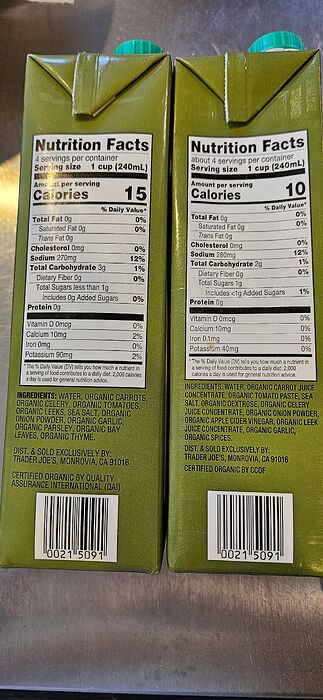 Nutrition Facts
4 servings per container
Serving size 1 cup (240mL)
Amount per serving
Calories 15
% Daily Value*
Total Fat 0g 0%
Saturated Fat 0g 0%
Trans Fat 0g
Cholesterol 0mg 0%
Sodium 270mg 12%
Total Carbohydrate 3g 1%
Dietary Fiber 0g 0%
Total Sugars less than 1g
Includes 0g Added Sugars 0%
Protein 0g
Vitamin D 0mcg 0%
Calcium 10mg 2%
Iron 0mg 0%
Potassium 90mg 2%
*The % Daily Value (DV) tells you how much a nutrient in
a serving of food contributes to a daily diet. 2,000 calories
a day is used for general nutrition advice.
INGREDIENTS: WATER, ORGANIC CARROTS,
ORGANIC CELERY, ORGANIC TOMATOES,
ORGANIC LEEKS, SEA SALT, ORGANIC
ONION POWDER, ORGANIC GARLIC,
ORGANIC PARSLEY, ORGANIC BAY
LEAVES, ORGANIC THYME.
DIST. & SOLD EXCLUSIVELY BY:
TRADER JOE'S, MONROVIA, CA 91016
CERTIFIED ORGANIC BY QUALITY
ASSURANCE INTERNATIONAL (QAI)
0021 5091
Nutrition Facts
about 4 servings per container
Serving size 1 cup (240mL)
Amount per serving
Calories 10
% Daily Value*
Total Fat 0g 0%
Saturated Fat 0g 0%
Trans Fat 0g
Cholesterol 0mg 0%
Sodium 280mg 12%
Total Carbohydrate 2g 1%
Dietary Fiber 0g 0%
Total Sugars 1g
Includes <1g Added Sugars 1%
Protein 0g
Vitamin D 0mcg 0%
Calcium 10mg 0%
Iron 0.1mg 0%
Potassium 40mg 0%
*The % Daily Value (DV) tells you how much a nutrient in
a serving of food contributes to a daily diet. 2,000
calories a day is used for general nutrition advice.
INGREDIENTS: WATER, ORGANIC CARROT JUICE
CONCENTRATE, ORGANIC TOMATO PASTE, SEA
SALT, ORGANIC DEXTROSE, ORGANIC CELERY
JUICE CONCENTRATE, ORGANIC ONION POWDER,
ORGANIC APPLE CIDER VINEGAR, ORGANIC LEEK
JUICE CONCENTRATE, ORGANIC GARLIC,
ORGANIC SPICES.
DIST. & SOLD EXCLUSIVELY BY:
TRADER JOE'S, MONROVIA, CA 91016
CERTIFIED ORGANIC BY CCOF
0021 5091